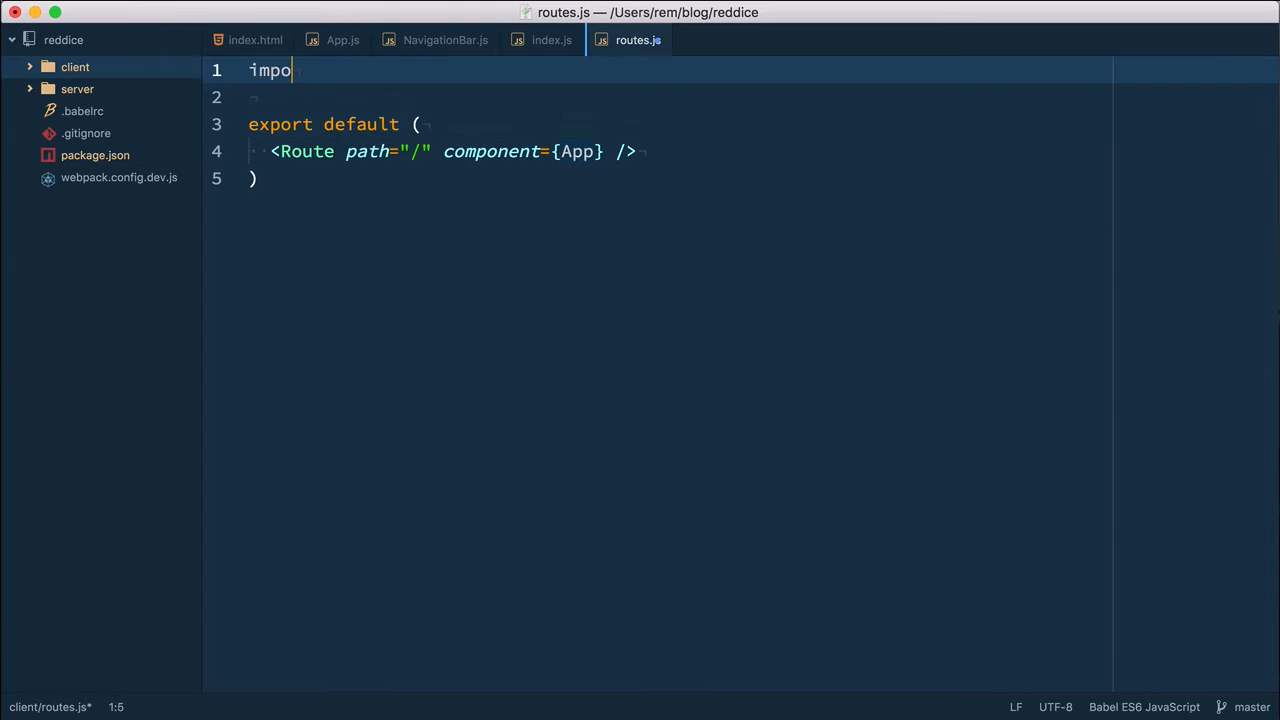 routes.js — /Users/rem/blog/reddice
reddice
index.html
App.js
NavigationBar.js
index.js
routes.js
client
server
.babelrc
.gitignore
package.json
webpack.config.dev.js
1 impo
2
3 export default (
4 <Route path="/" component={App} />
5 )
client/routes.js* 1:5
LF UTF-8 Babel ES6 JavaScript master